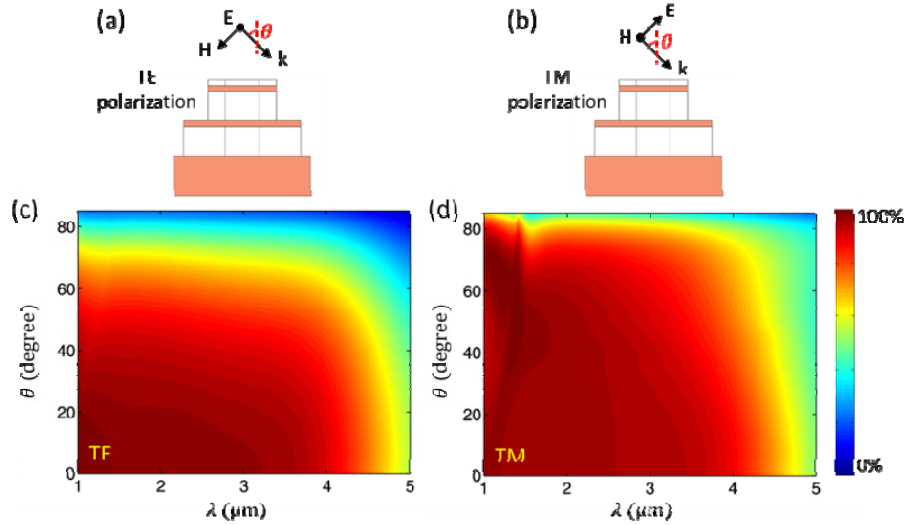 (a)
E
θ
H
k
TE
polarization
(b)
E
H
θ
k
TM
polarization
(c)
80
60
40
20
0
θ (degree)
TE
1 2 3 4 5
λ (μm)
(d)
80
60
40
20
0
θ (degree)
TM
1 2 3 4 5
λ (μm)
100%
0%